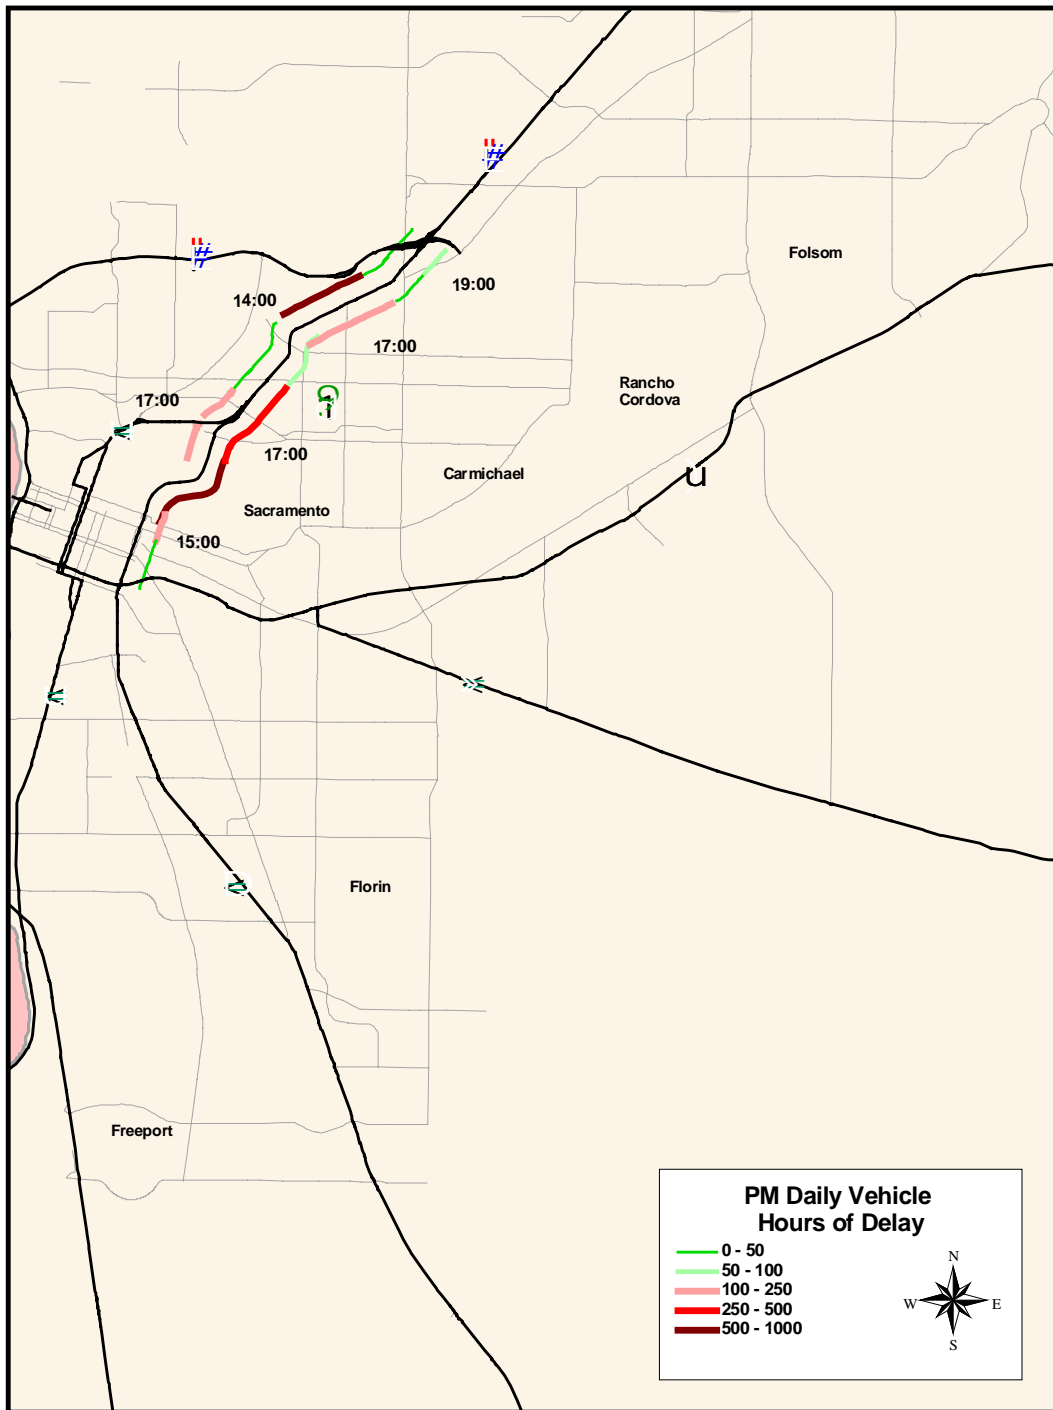 Folsom
19:00
14:00
17:00
Rancho
Cordova
17:00
17:00
Carmichael
ü
Sacramento
15:00
Florin
Freeport
PM Daily Vehicle
Hours of Delay
0 - 50
50 - 100
100 - 250
250 - 500
500 - 1000
N
W
E
S